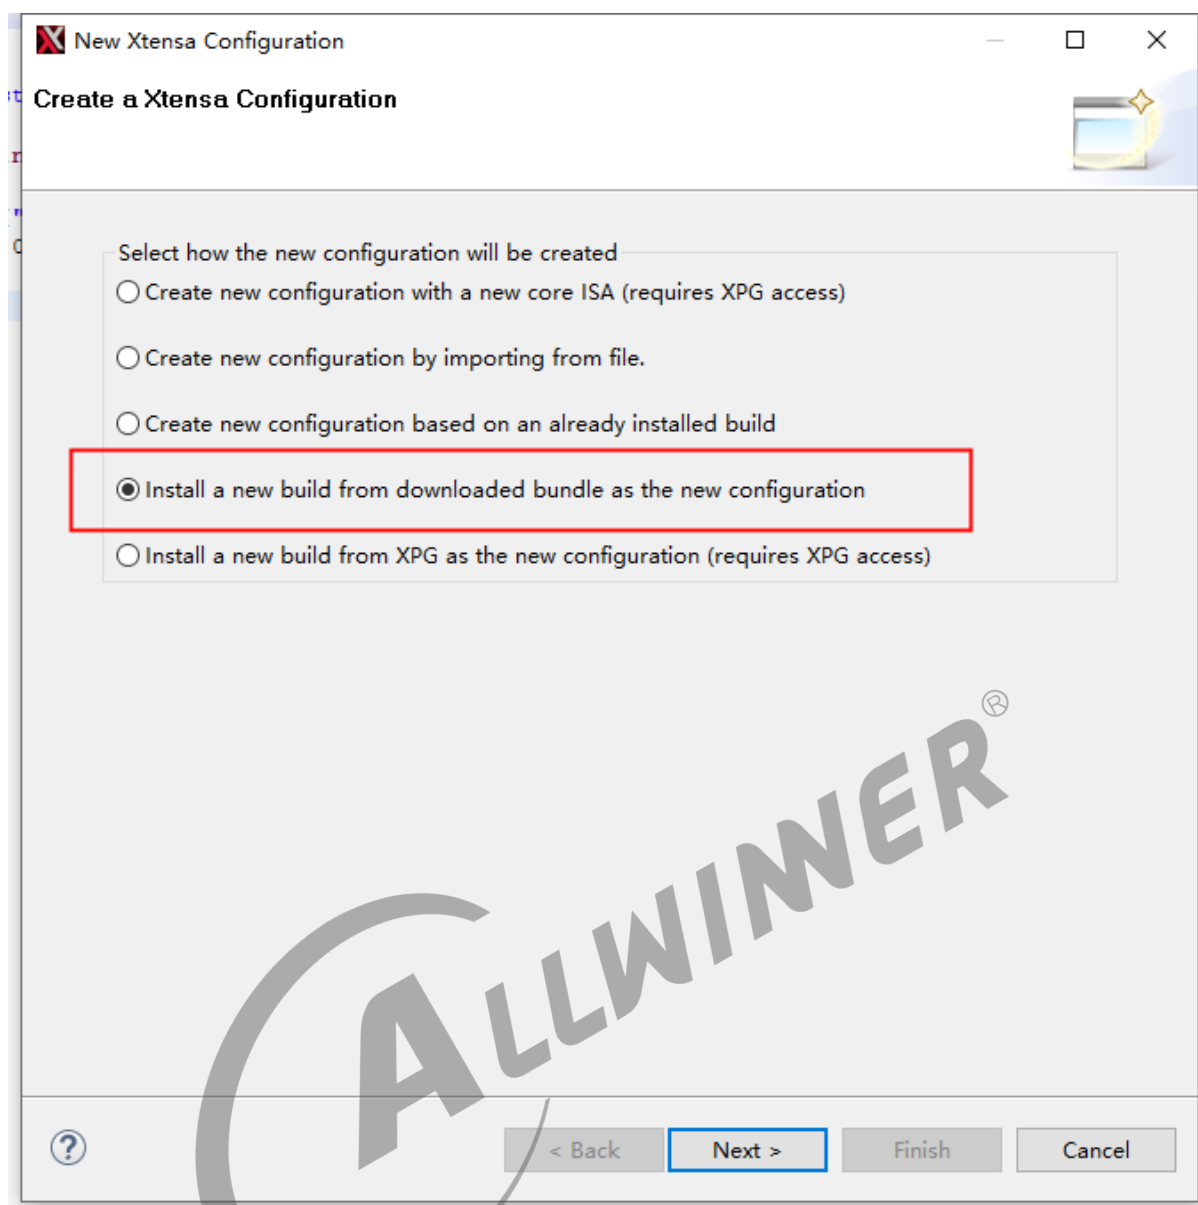 New Xtensa Configuration
Create a Xtensa Configuration
Select how the new configuration will be created
Create new configuration with a new core ISA (requires XPG access)
Create new configuration by importing from file.
Create new configuration based on an already installed build
Install a new build from downloaded bundle as the new configuration
Install a new build from XPG as the new configuration (requires XPG access)
ALLWINNER®
?
< Back
Next >
Finish
Cancel